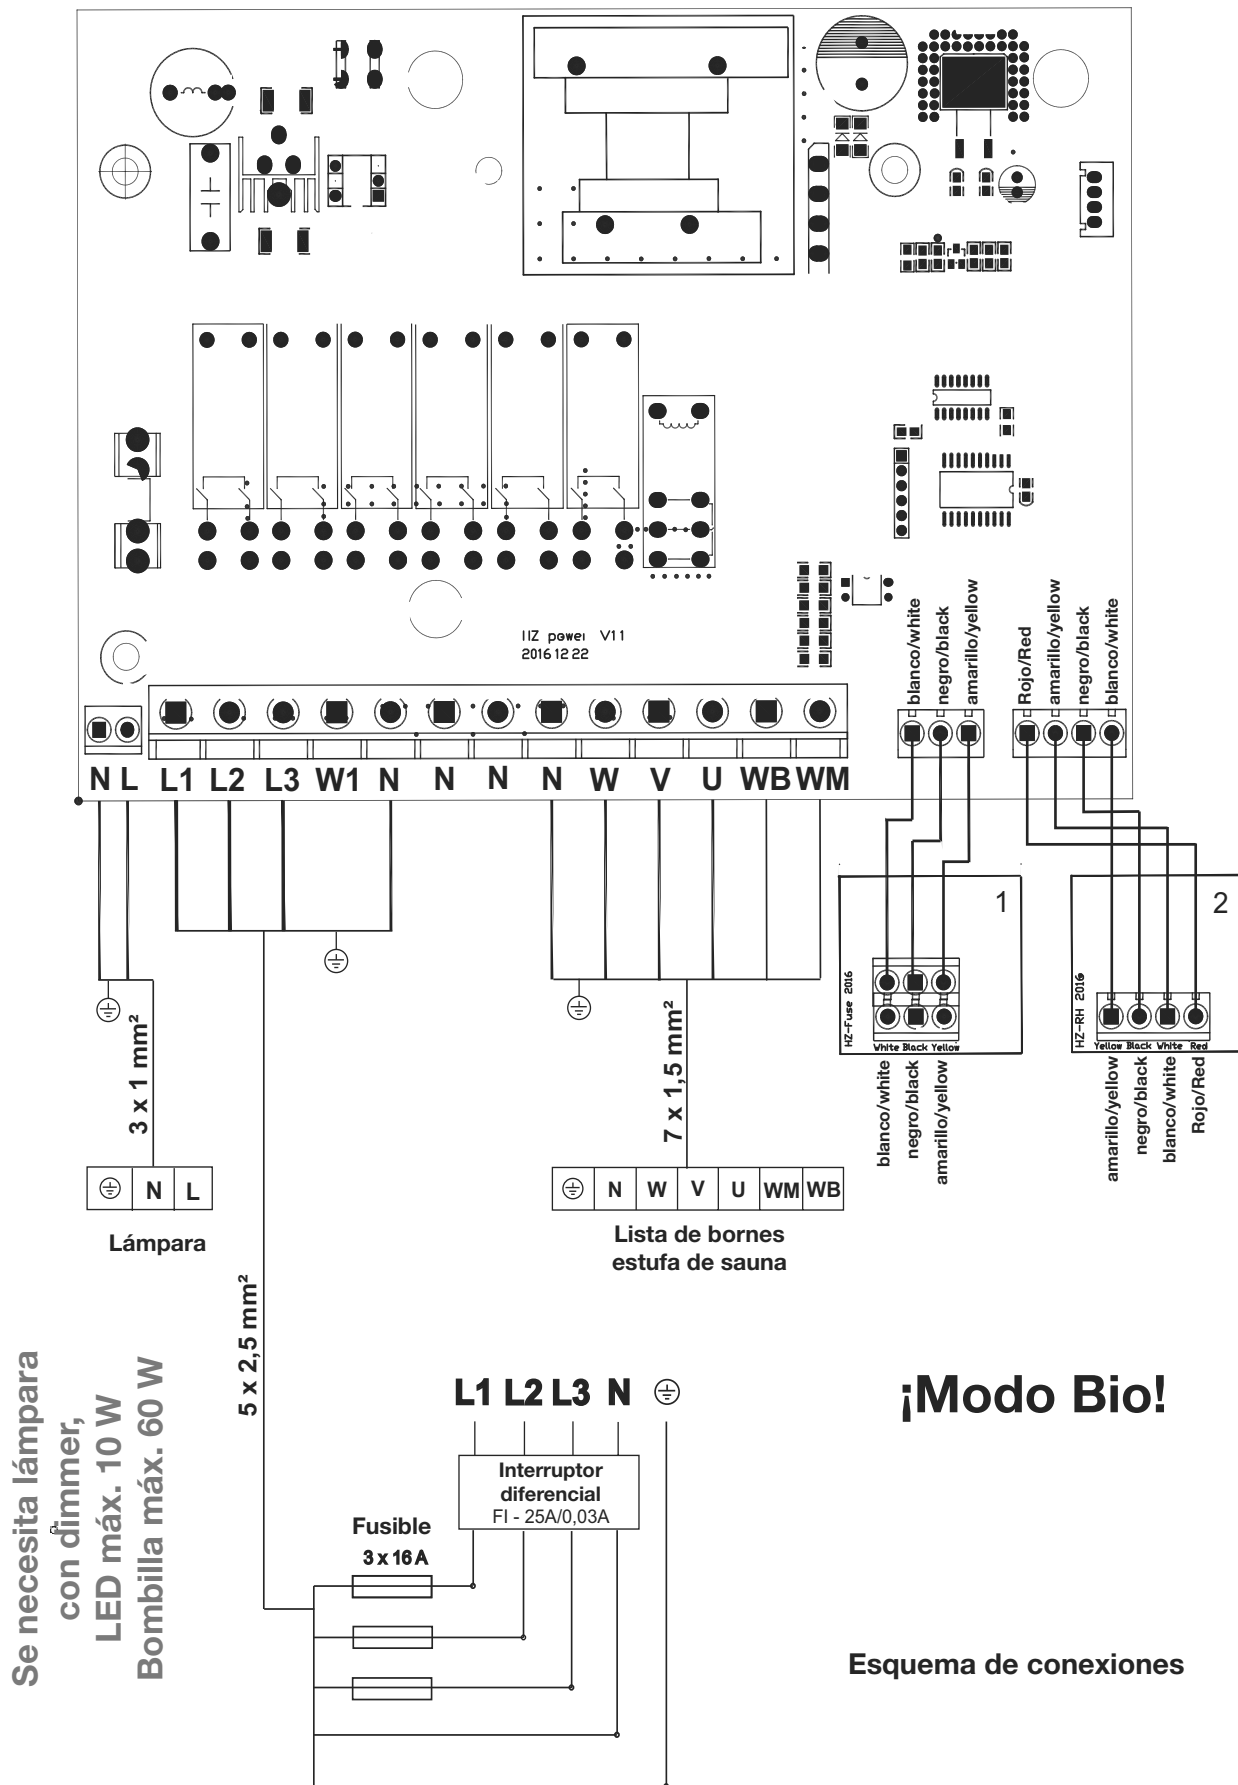 IIZ power V11
2016 12 22
blanco/white
negro/black
amarillo/yellow
Rojo/Red
amarillo/yellow
negro/black
blanco/white
N L L1 L2 L3 W1 N N N N W V U WB WM
1
HZ-Fuse 2016
White Black Yellow
blanco/white
negro/black
amarillo/yellow
2
HZ-RH 2016
Yellow Black White Red
amarillo/yellow
negro/black
blanco/white
Rojo/Red
3 x 1 mm²
N L
Lámpara
7 x 1,5 mm²
N W V U WM WB
Lista de bornes
estufa de sauna
5 x 2,5 mm²
Se necesita lámpara
con dimmer,
LED máx. 10 W
Bombilla máx. 60 W
L1 L2 L3 N
Interruptor
diferencial
FI - 25A/0,03A
Fusible
3 x 16 A
¡Modo Bio!
Esquema de conexiones